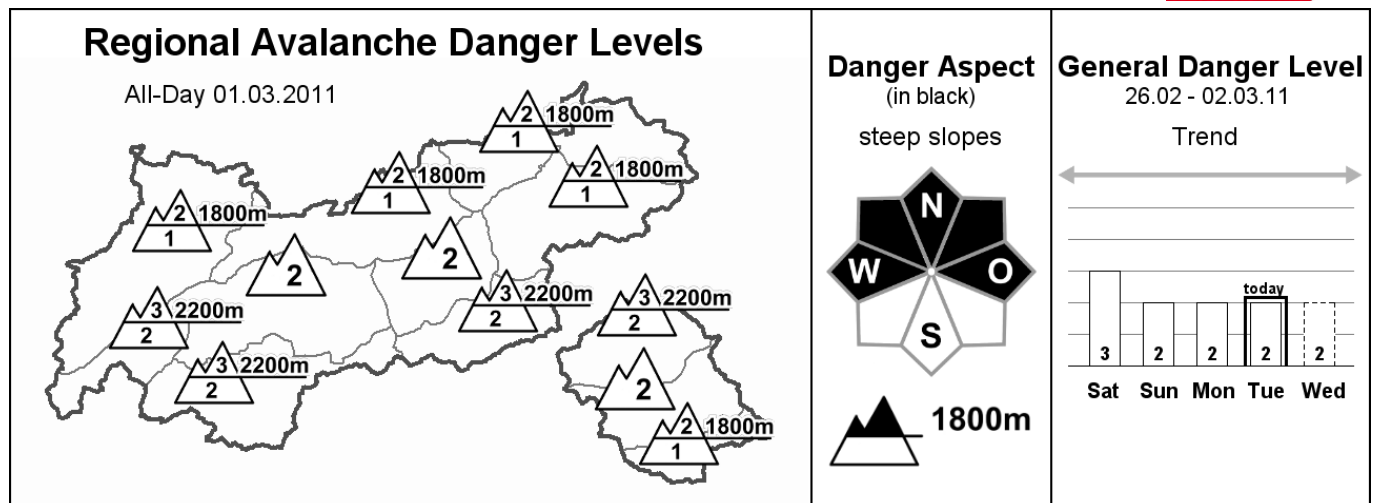 Regional Avalanche Danger Levels
All-Day 01.03.2011
2 1800m
1
2 1800m
1
2 1800m
1
2 1800m
1
2
2
3 2200m
2
3 2200m
2
3 2200m
2
3 2200m
2
2
2 1800m
1
Danger Aspect
(in black)
steep slopes
N
W O
S
1800m
General Danger Level
26.02 - 02.03.11
Trend
today
3 2 2 2 2
Sat Sun Mon Tue Wed